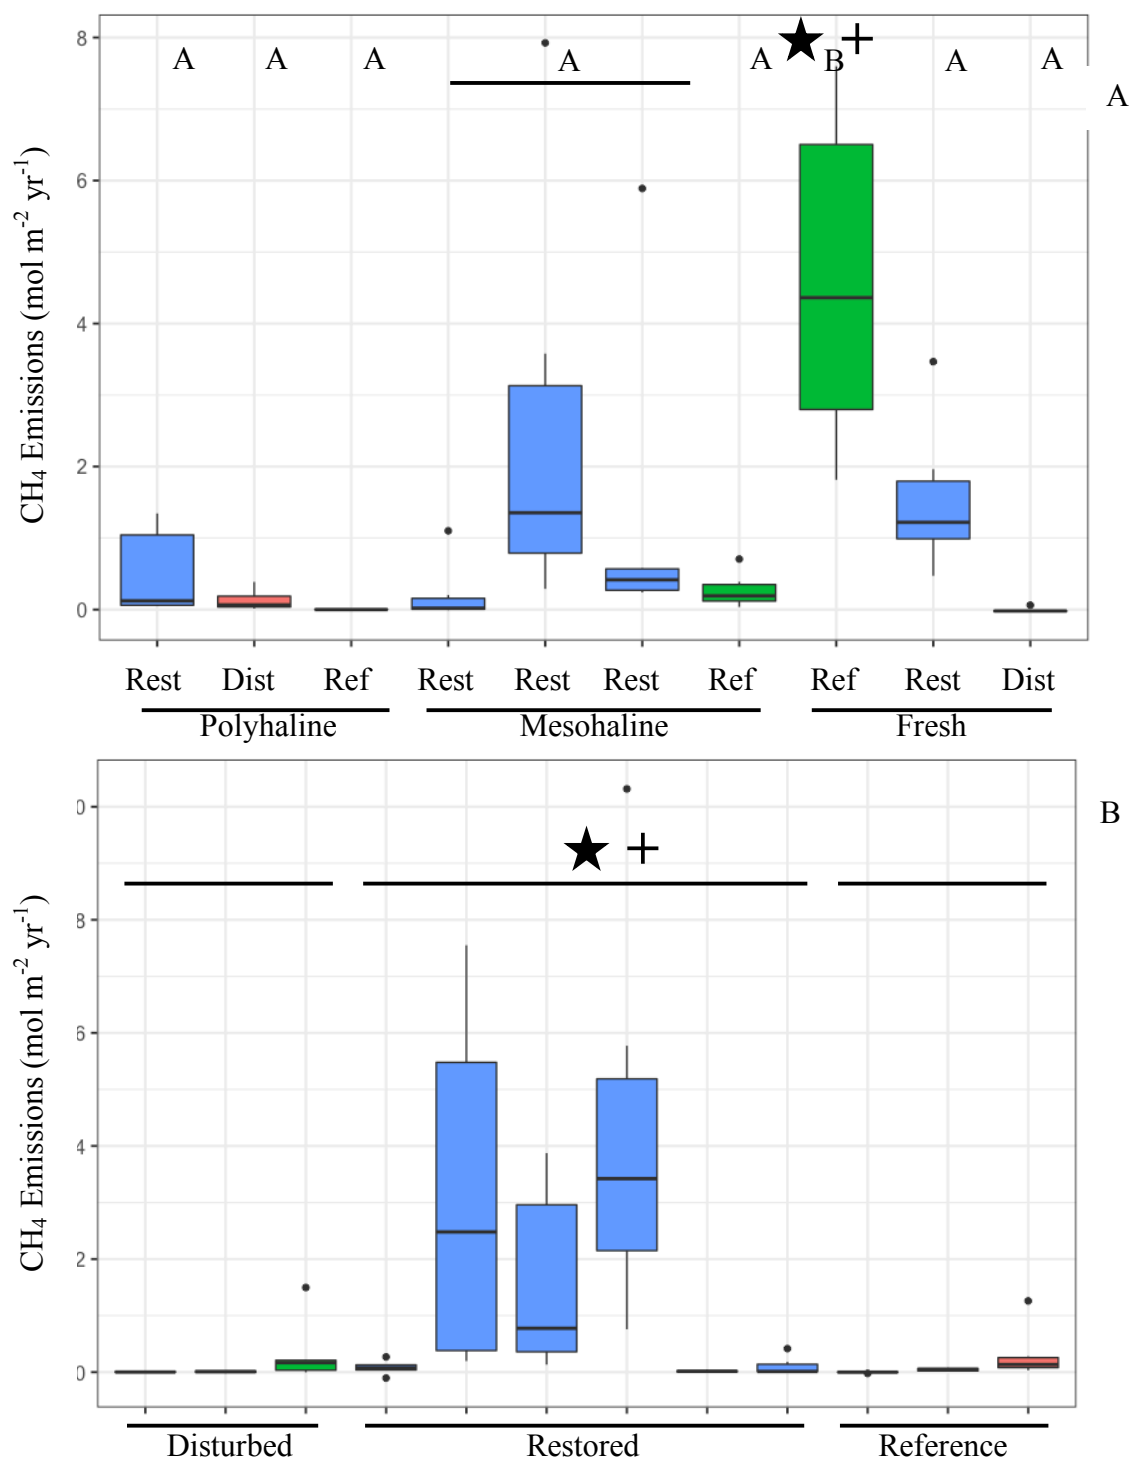 8
A
A
A
A
A
B
A
A
+
A
6
4
2
0
CH₄ Emissions (mol m⁻² yr⁻¹)
Rest Dist Ref Rest Rest Rest Ref Ref Rest Dist
Polyhaline Mesohaline Fresh
B
0
+
8
6
4
2
0
CH₄ Emissions (mol m⁻² yr⁻¹)
Disturbed Restored Reference